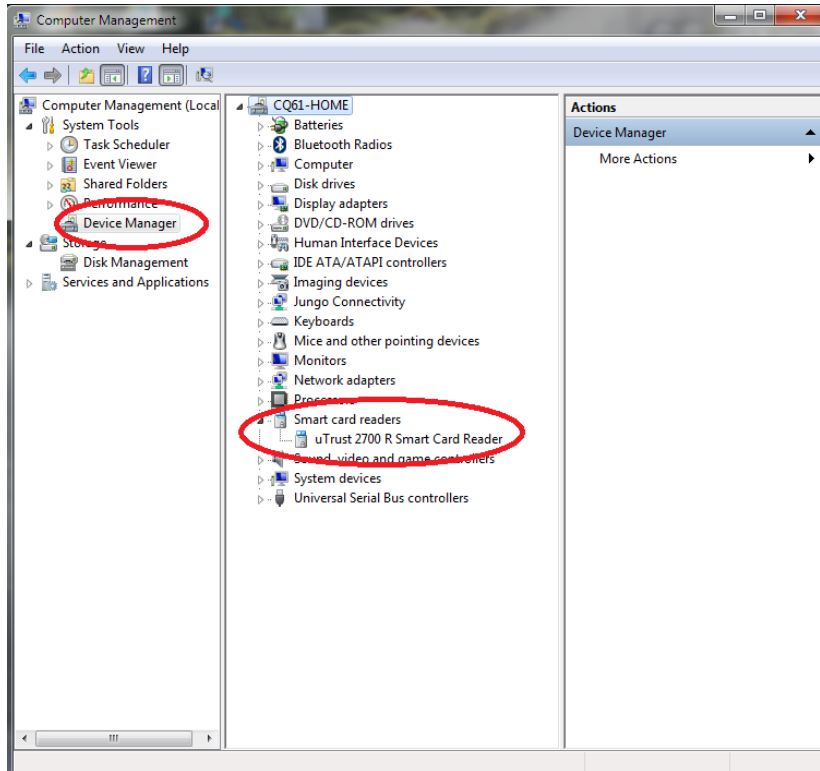 Computer Management
File Action View Help
Computer Management (Local
System Tools
Task Scheduler
Event Viewer
Shared Folders
Performance
Device Manager
Storage
Disk Management
Services and Applications
CQ61-HOME
Batteries
Bluetooth Radios
Computer
Disk drives
Display adapters
DVD/CD-ROM drives
Human Interface Devices
IDE ATA/ATAPI controllers
Imaging devices
Jungo Connectivity
Keyboards
Mice and other pointing devices
Monitors
Network adapters
Processors
Smart card readers
uTrust 2700 R Smart Card Reader
Sound, video and game controllers
System devices
Universal Serial Bus controllers
Actions
Device Manager
More Actions